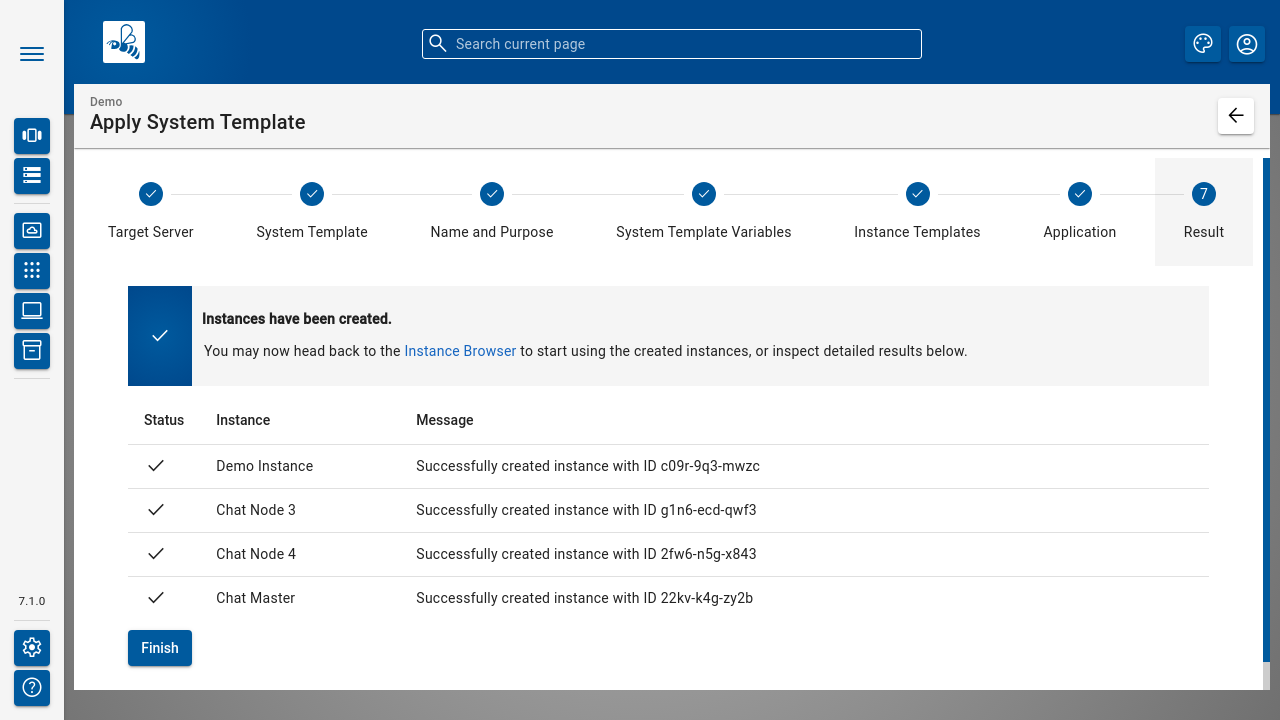 Search current page
Demo
Apply System Template
7
Target Server
System Template
Name and Purpose
System Template Variables
Instance Templates
Application
Result
Instances have been created.
You may now head back to the Instance Browser to start using the created instances, or inspect detailed results below.
Status Instance Message
Demo Instance Successfully created instance with ID c09r-9q3-mwzc
Chat Node 3 Successfully created instance with ID g1n6-ecd-qwf3
Chat Node 4 Successfully created instance with ID 2fw6-n5g-x843
Chat Master Successfully created instance with ID 22kv-k4g-zy2b
7.1.0
Finish